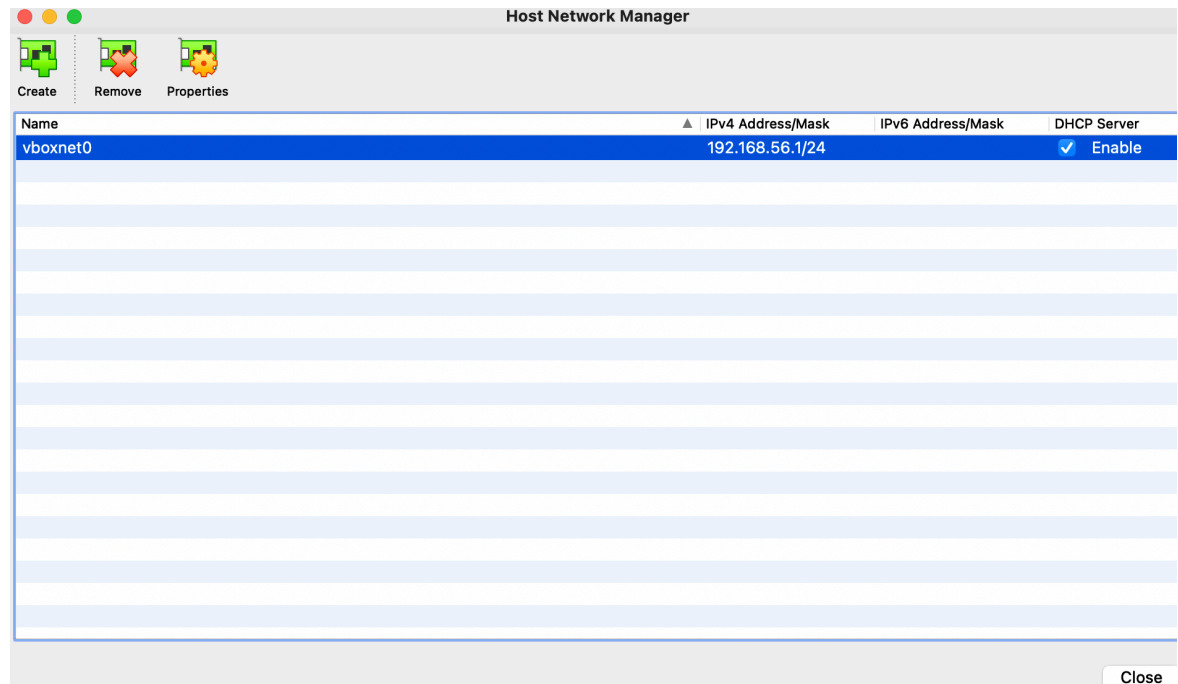 Host Network Manager
Create Remove Properties
Name IPv4 Address/Mask IPv6 Address/Mask DHCP Server
vboxnet0 192.168.56.1/24 Enable
Close